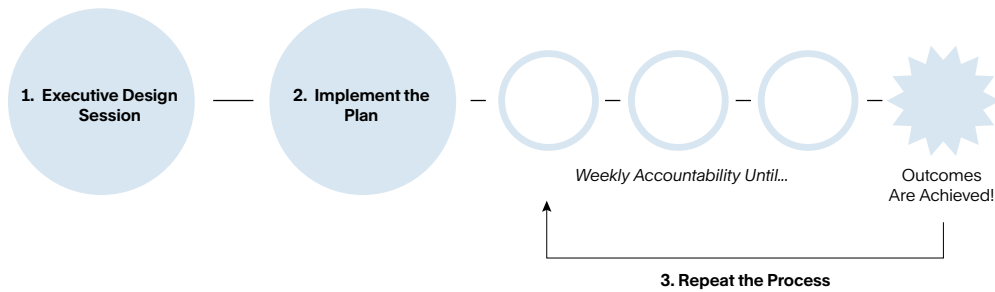 1. Executive Design
Session
2. Implement the
Plan
Weekly Accountability Until...
Outcomes
Are Achieved!
3. Repeat the Process